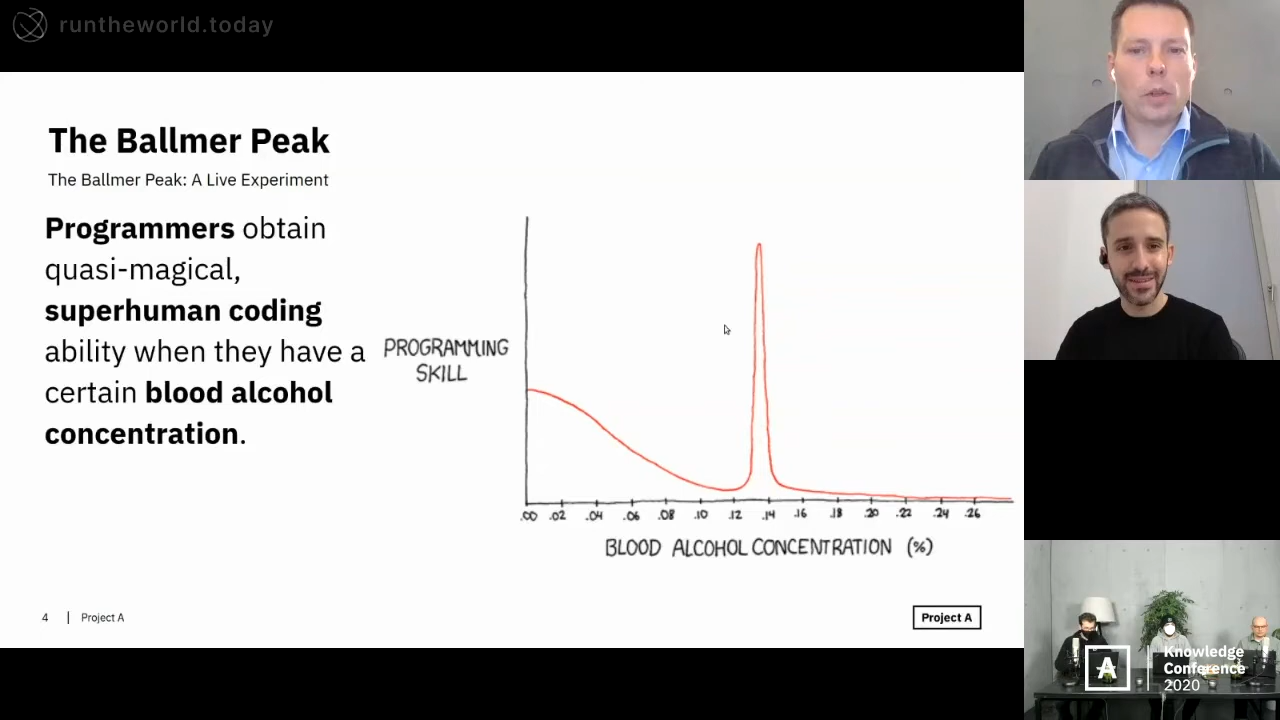 runtheworld.today
The Ballmer Peak
The Ballmer Peak: A Live Experiment
Programmers obtain
quasi-magical,
superhuman coding
ability when they have a
certain blood alcohol
concentration.
PROGRAMMING
SKILL
.00 .02 .04 .06 .08 .10 .12 .14 .16 .18 .20 .22 .24 .26
BLOOD ALCOHOL CONCENTRATION (%)
4 | Project A
Project A
A
Knowledge
Conference
2020